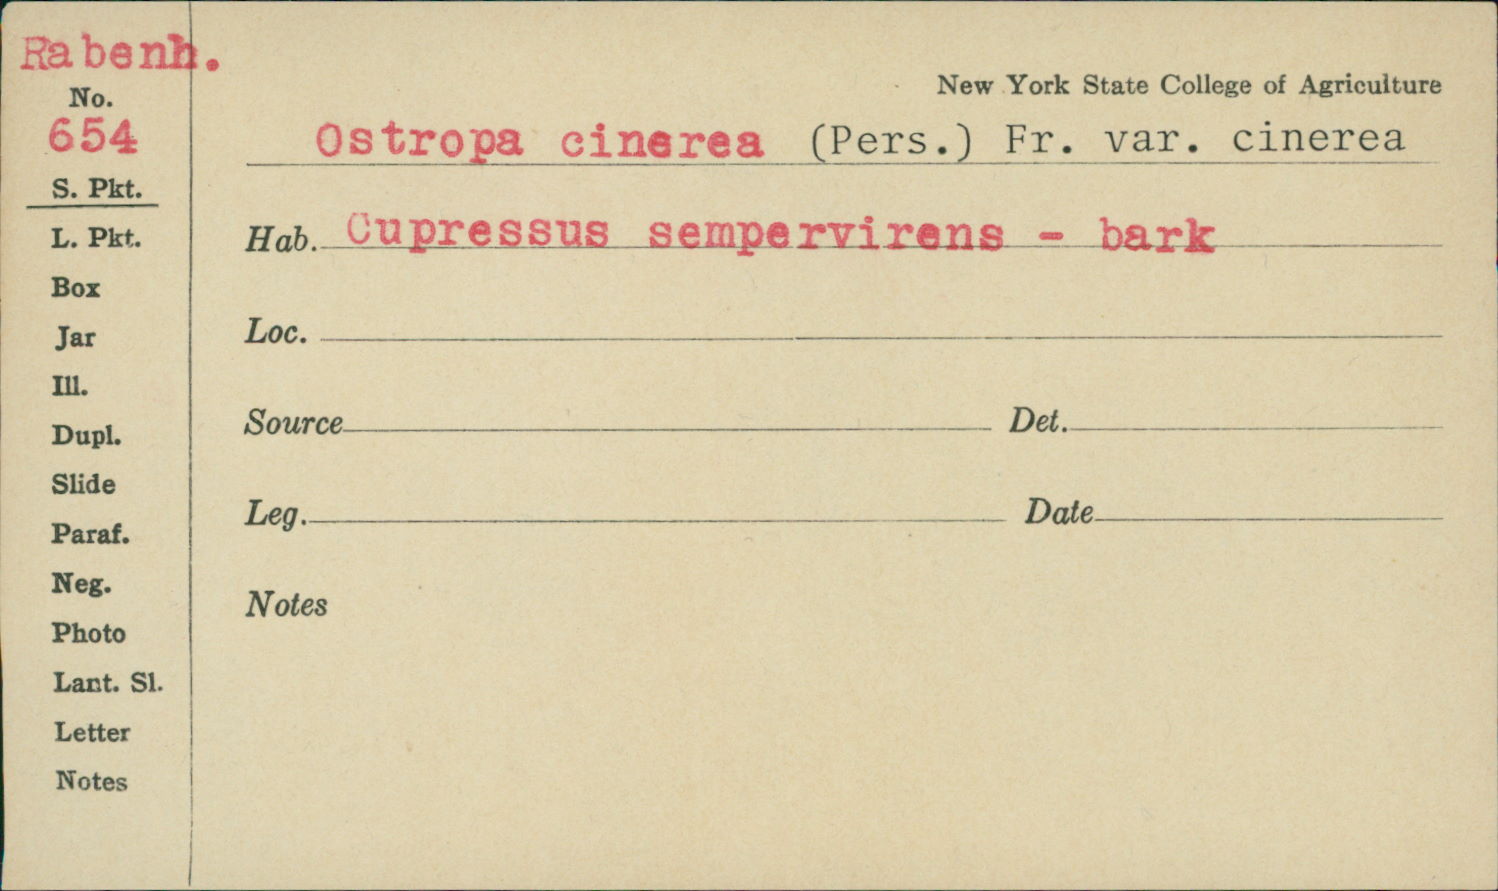 Rabenh.
No.
654
S. Pkt.
L. Pkt.
Box
Jar
Ill.
Dupl.
Slide
Paraf.
Neg.
Photo
Lant. Sl.
Letter
Notes
New York State College of Agriculture
Ostropa cinerea (Pers.) Fr. var. cinerea
Hab. Cupressus sempervirens - bark
Loc.
Source Det.
Leg. Date
Notes